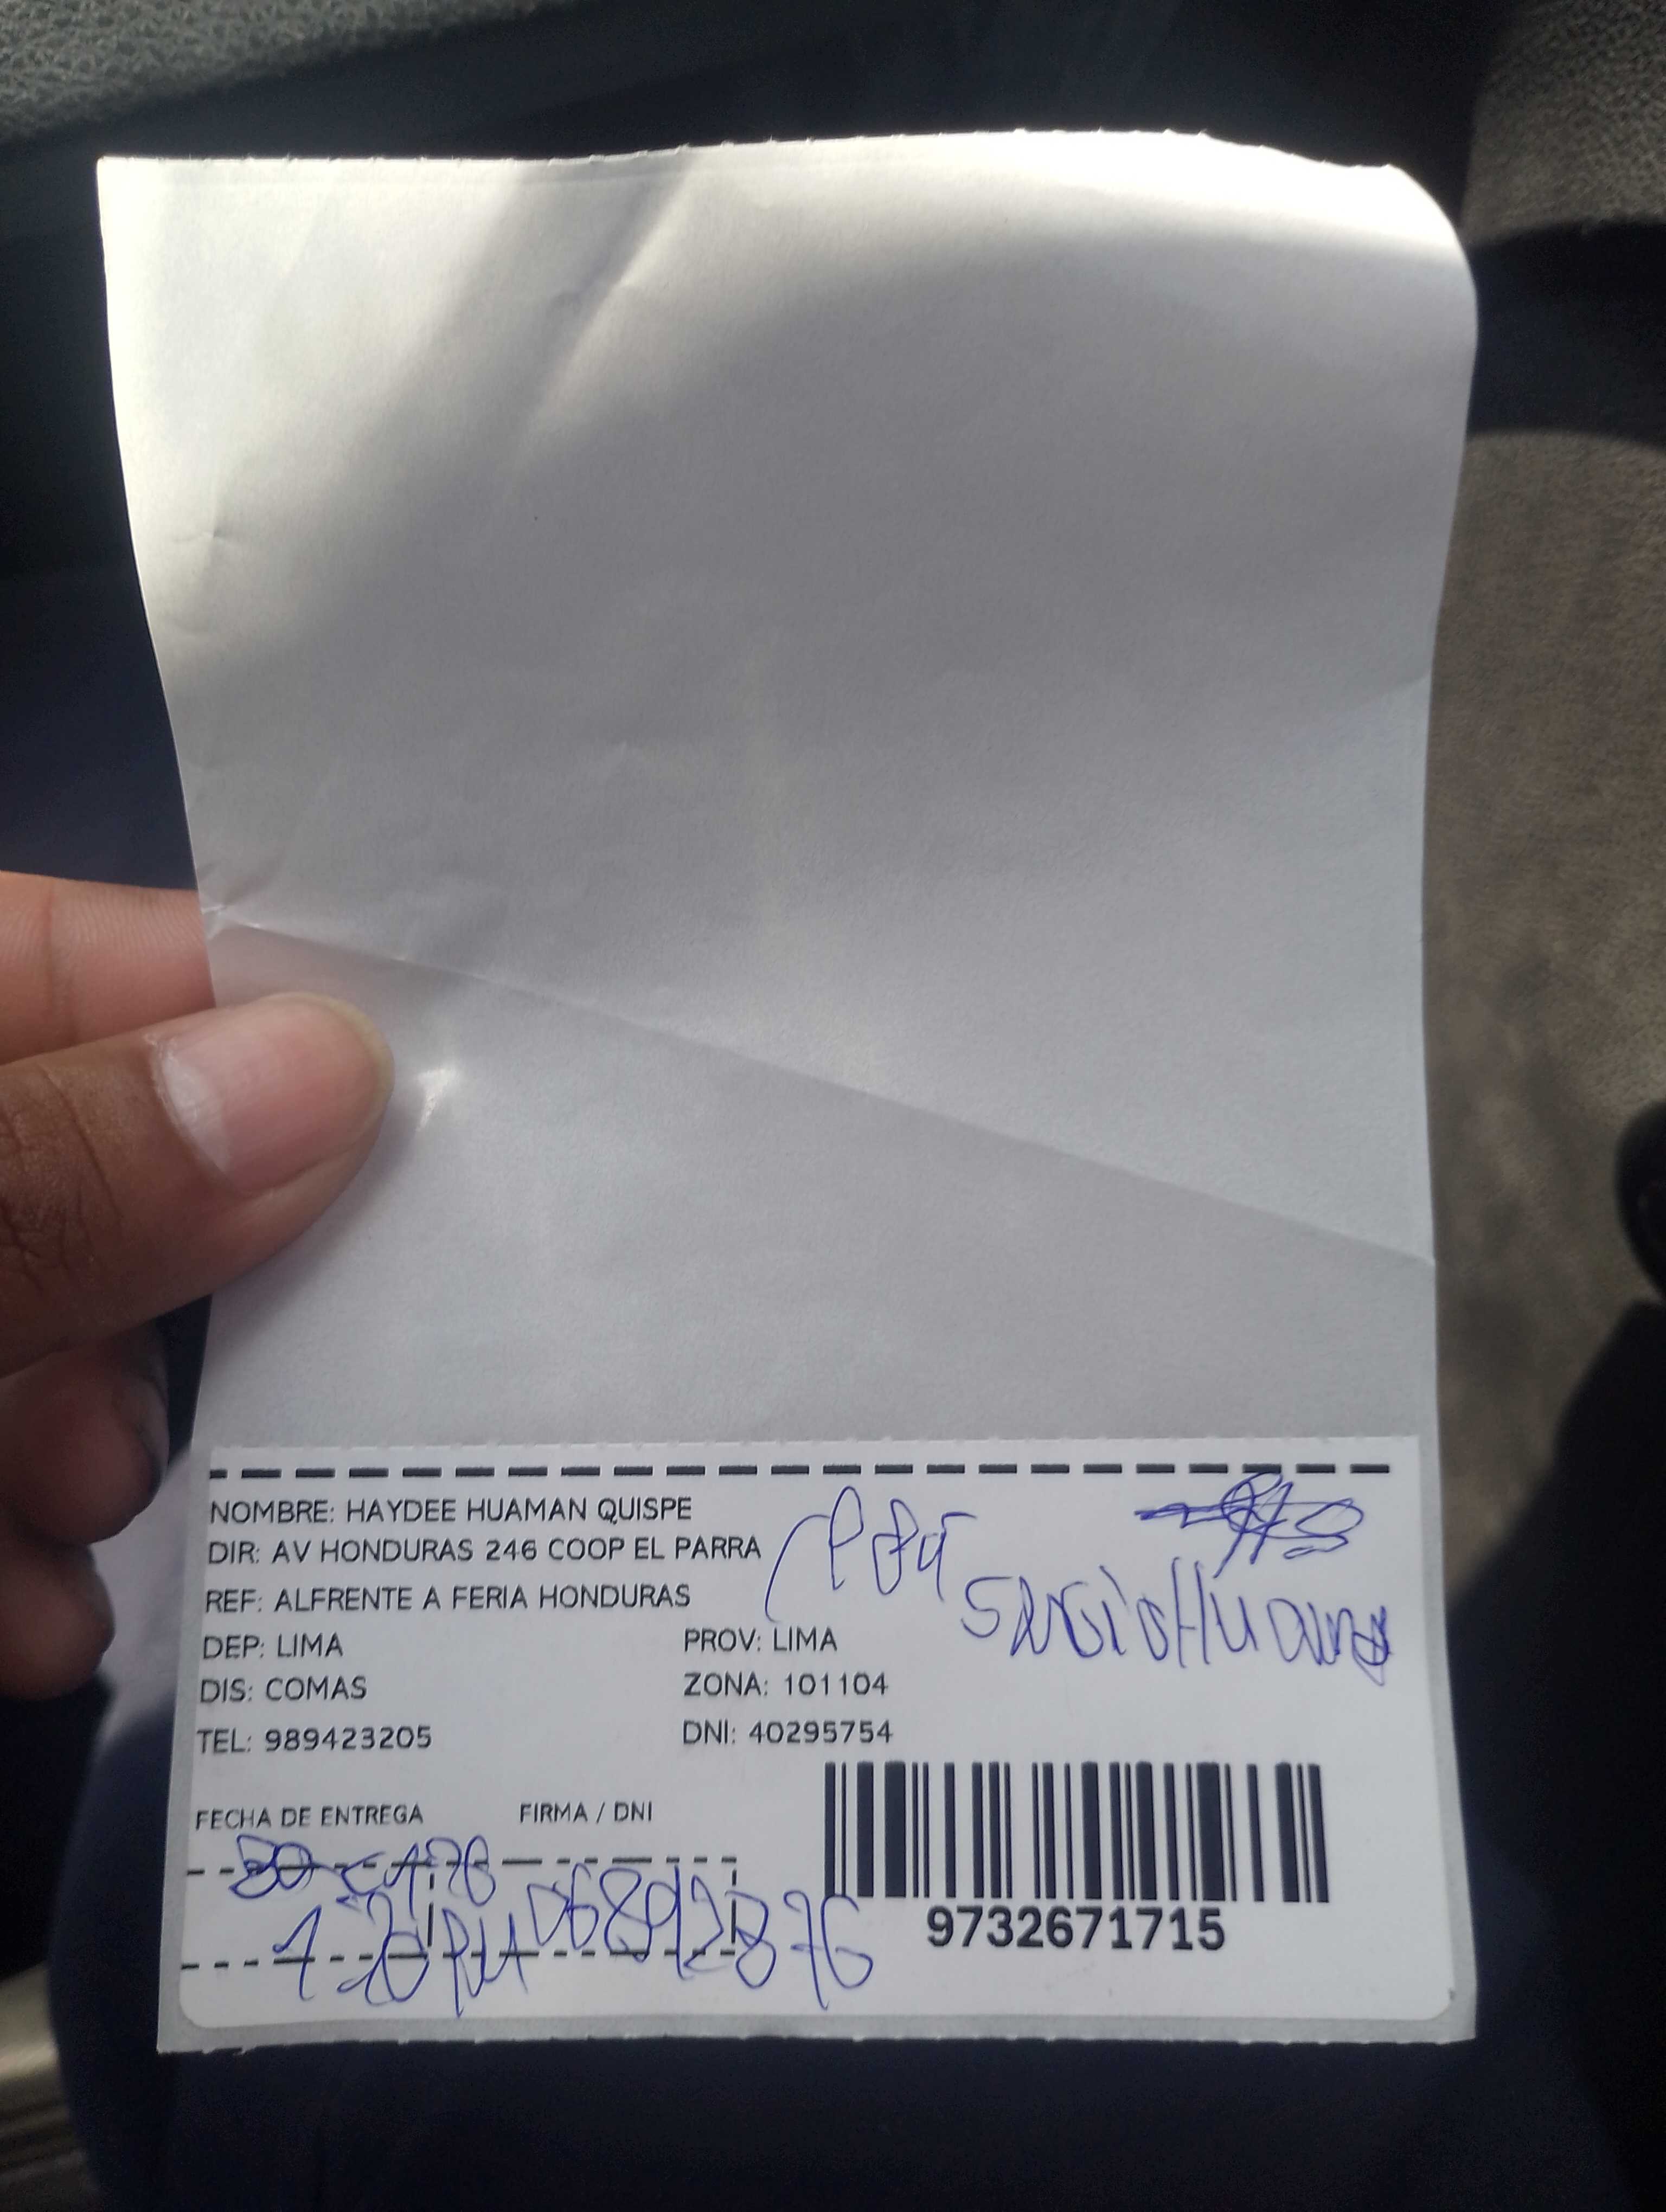 NOMBRE: HAYDEE HUAMAN QUISPE
DIR: AV HONDURAS 246 COOP EL PARRA
REF: ALFRENTE A FERIA HONDURAS
DEP: LIMA PROV: LIMA
DIS: COMAS ZONA: 101104
TEL: 989423205 DNI: 40295754
FECHA DE ENTREGA FIRMA / DNI
06892876
9732671715